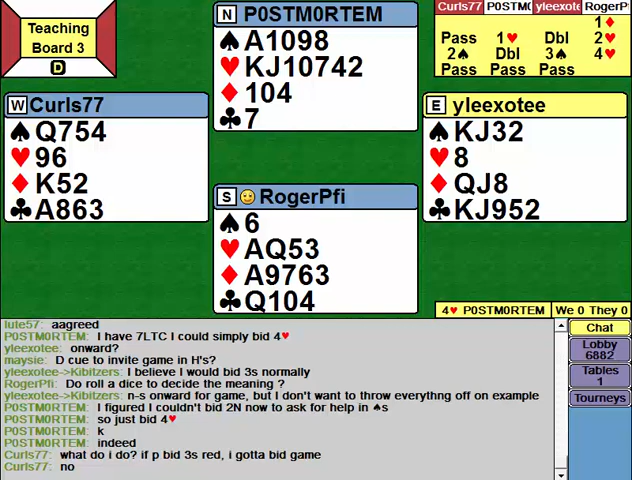 Teaching
Board 3
D
N P0STM0RTEM
♠A1098
♥KJ10742
♦104
♣7
Curls77 P0STM yleexote RogerP
1♦
Pass 1♥ Dbl 2♥
2♠ Dbl 3♠ 4♥
Pass Pass Pass
W Curls77
♠Q754
♥96
♦K52
♣A863
E yleexotee
♠KJ32
♥8
♦QJ8
♣KJ952
S RogerPfi
♠6
♥AQ53
♦A9763
♣Q104
4♥ P0STM0RTEM We 0 They 0
lute57: aagreed
P0STM0RTEM: I have 7LTC I could simply bid 4♥
yleexotee: onward?
maysie: D cue to invite game in H's?
yleexotee->Kibitzers: I believe I would bid 3s normally
RogerPfi: Do roll a dice to decide the meaning ?
yleexotee->Kibitzers: n-s onward for game, but I don't want to throw everythng off on example
P0STM0RTEM: I figured I couldn't bid 2N now to ask for help in ♠s
P0STM0RTEM: so just bid 4♥
P0STM0RTEM: k
P0STM0RTEM: indeed
Curls77: what do i do? if p bid 3s red, i gotta bid game
Curls77: no
Chat
Lobby
6882
Tables
1
Tourneys